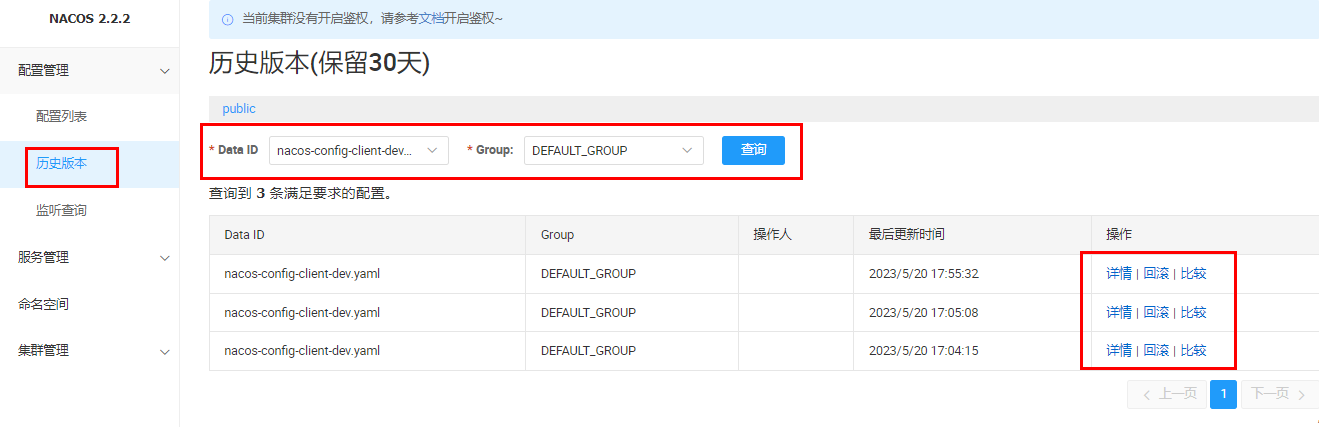 NACOS 2.2.2
当前集群没有开启鉴权，请参考文档开启鉴权~
历史版本(保留30天)
配置管理
配置列表
历史版本
监听查询
服务管理
命名空间
集群管理
public
* Data ID nacos-config-client-dev... * Group: DEFAULT_GROUP 查询
查询到 3 条满足要求的配置。
Data ID Group 操作人 最后更新时间 操作
nacos-config-client-dev.yaml DEFAULT_GROUP 2023/5/20 17:55:32 详情 | 回滚 | 比较
nacos-config-client-dev.yaml DEFAULT_GROUP 2023/5/20 17:05:08 详情 | 回滚 | 比较
nacos-config-client-dev.yaml DEFAULT_GROUP 2023/5/20 17:04:15 详情 | 回滚 | 比较
上一页 1 下一页